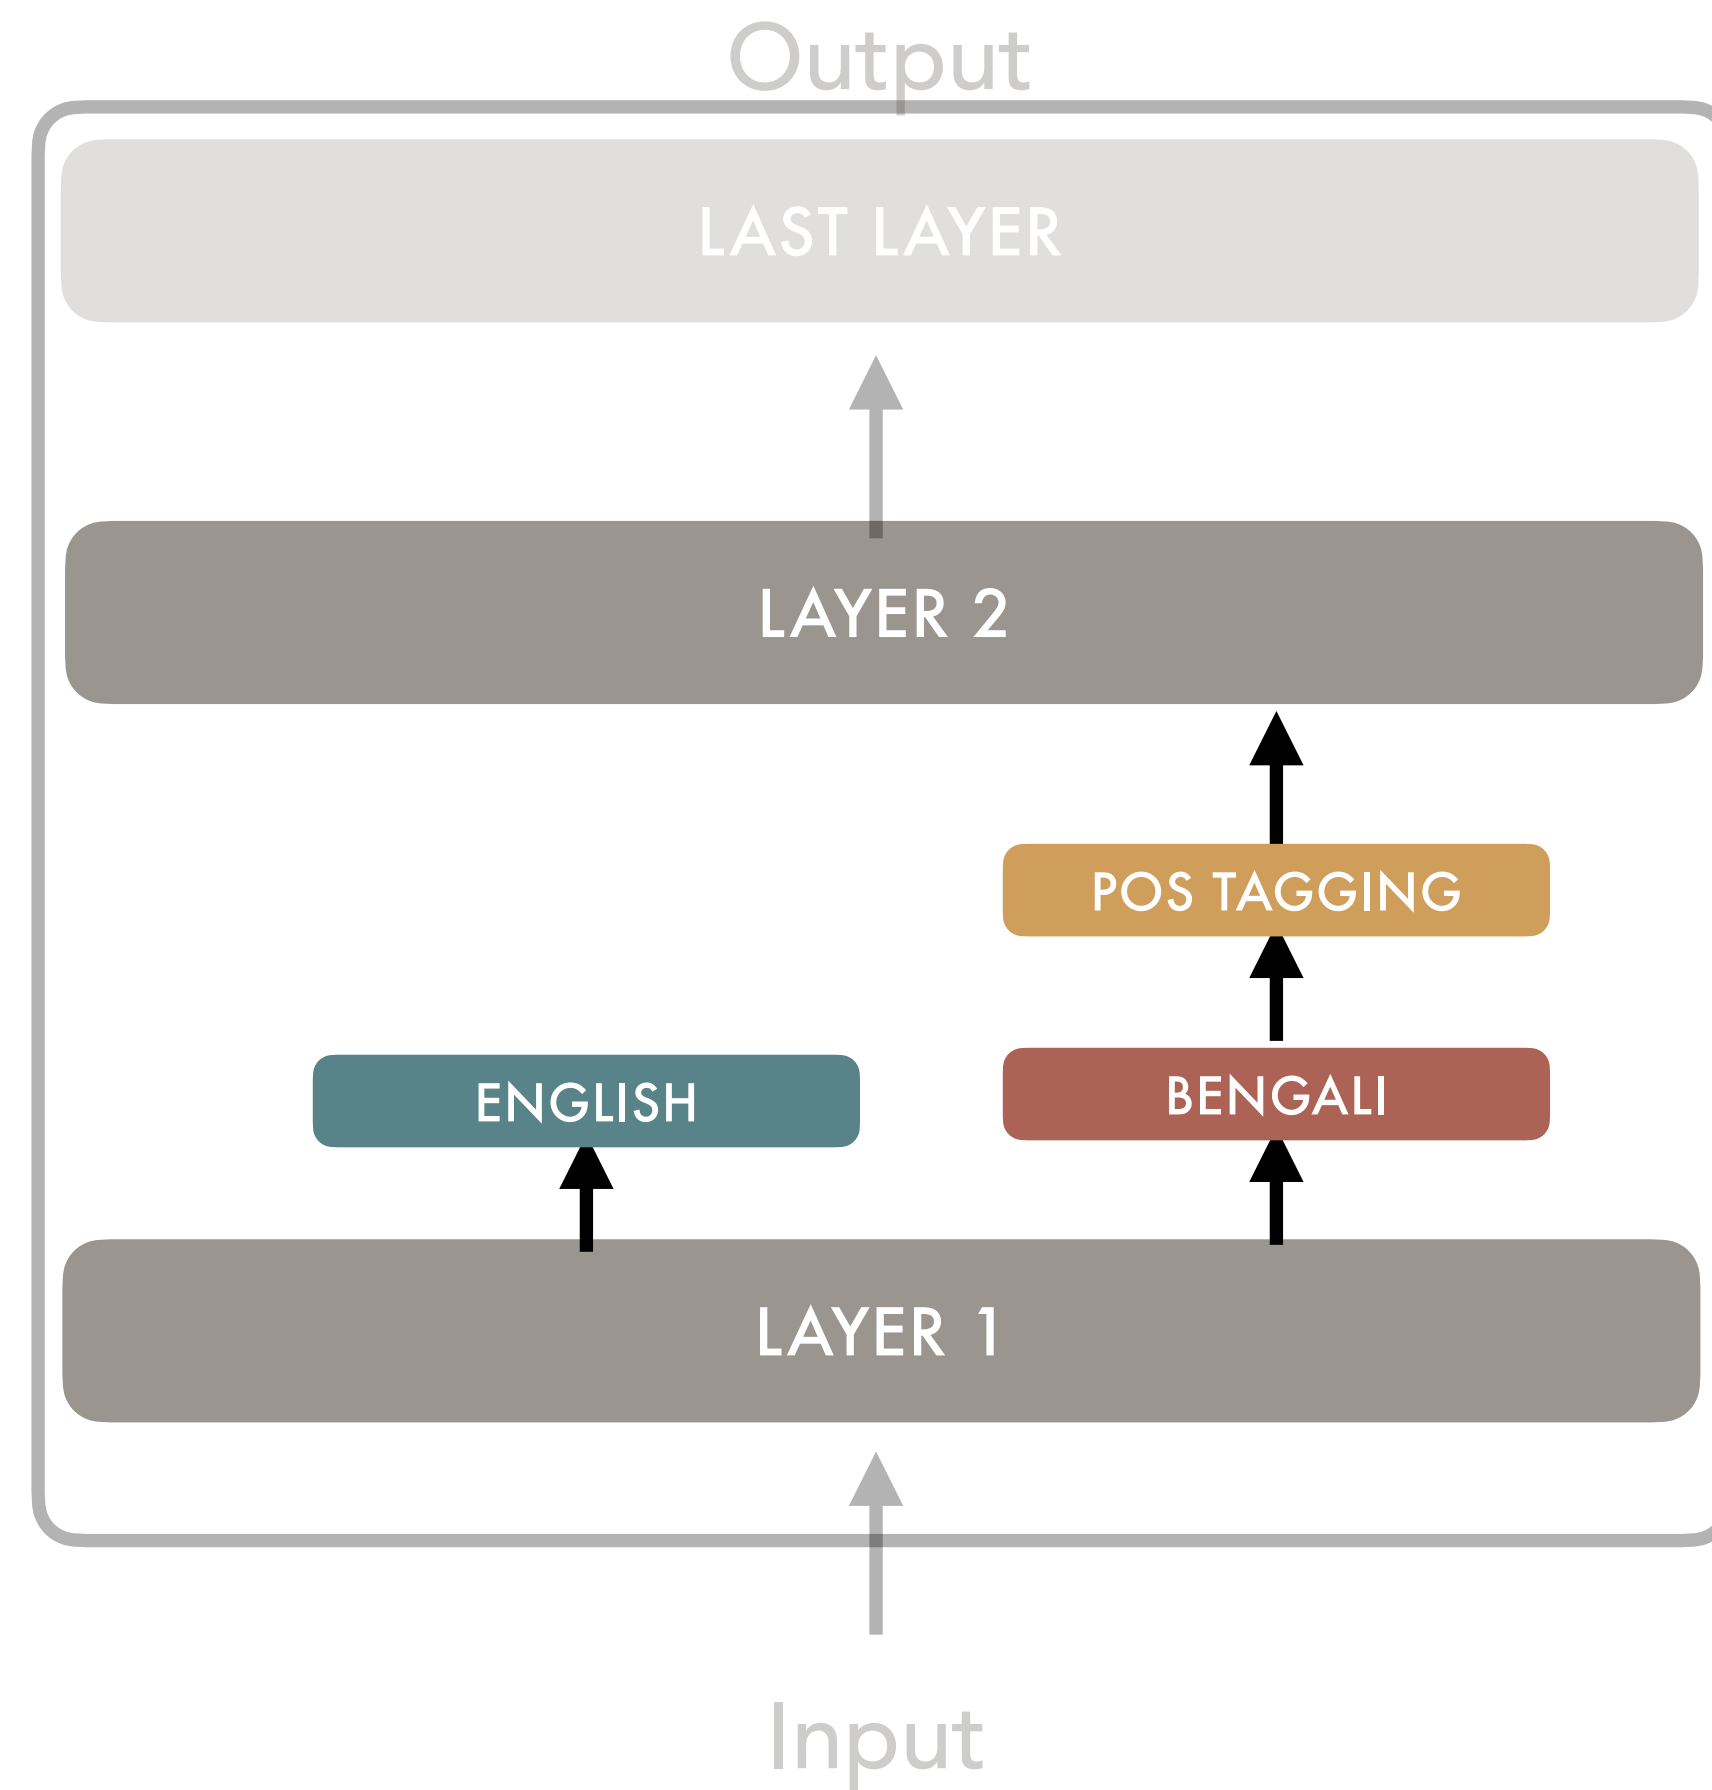 Output
LAST LAYER
LAYER 2
POS TAGGING
ENGLISH
BENGALI
LAYER 1
Input